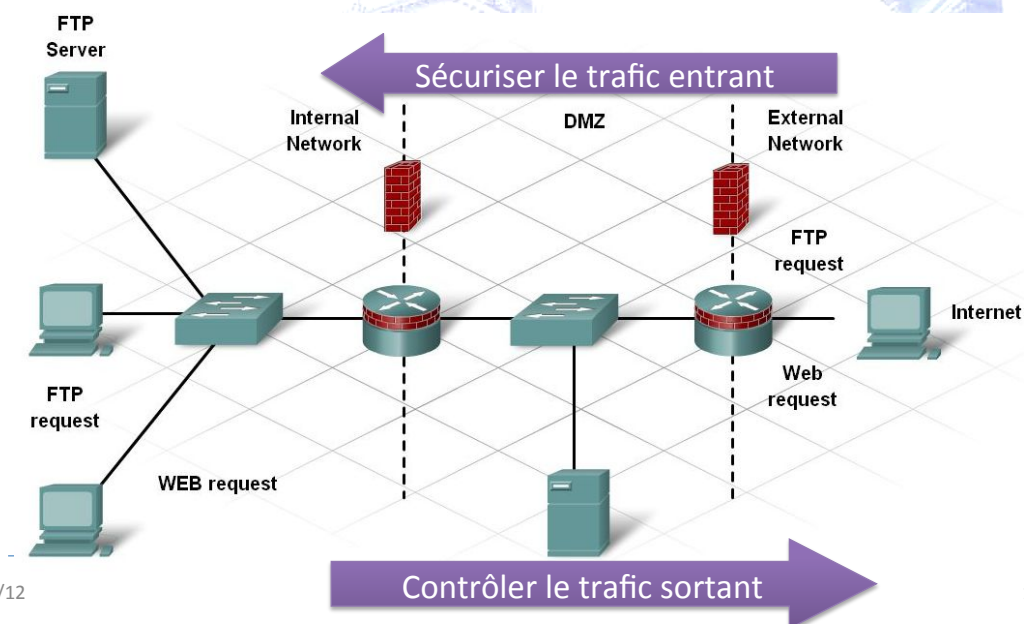 FTP
Server
Sécuriser le trafic entrant
Internal
Network
DMZ
External
Network
FTP
request
Internet
FTP
request
Web
request
WEB request
Contrôler le trafic sortant
/12